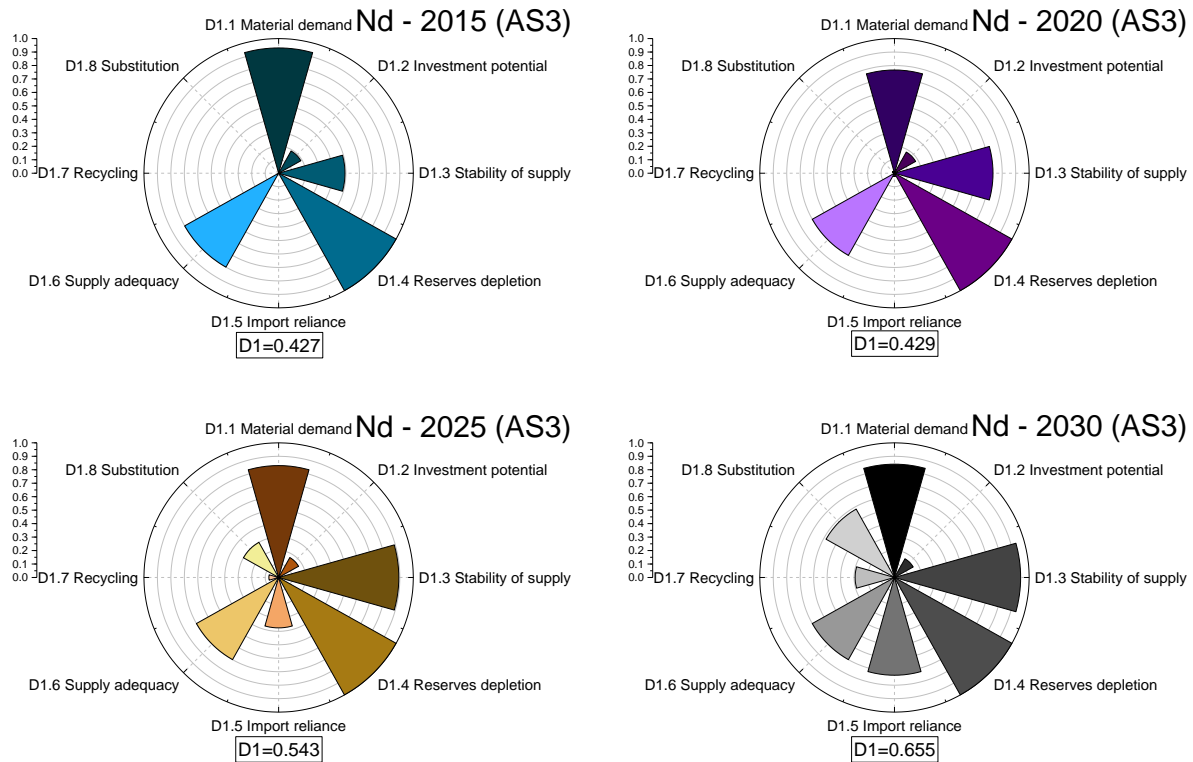 D1.1 Material demand Nd - 2015 (AS3)
1.0
0.9
0.8
0.7
0.6
0.5
0.4
0.3
0.2
0.1
0.0
D1.8 Substitution
D1.2 Investment potential
D1.7 Recycling
D1.3 Stability of supply
D1.6 Supply adequacy
D1.4 Reserves depletion
D1.5 Import reliance
D1=0.427
D1.1 Material demand Nd - 2020 (AS3)
1.0
0.9
0.8
0.7
0.6
0.5
0.4
0.3
0.2
0.1
0.0
D1.8 Substitution
D1.2 Investment potential
D1.7 Recycling
D1.3 Stability of supply
D1.6 Supply adequacy
D1.4 Reserves depletion
D1.5 Import reliance
D1=0.429
D1.1 Material demand Nd - 2025 (AS3)
1.0
0.9
0.8
0.7
0.6
0.5
0.4
0.3
0.2
0.1
0.0
D1.8 Substitution
D1.2 Investment potential
D1.7 Recycling
D1.3 Stability of supply
D1.6 Supply adequacy
D1.4 Reserves depletion
D1.5 Import reliance
D1=0.543
D1.1 Material demand Nd - 2030 (AS3)
1.0
0.9
0.8
0.7
0.6
0.5
0.4
0.3
0.2
0.1
0.0
D1.8 Substitution
D1.2 Investment potential
D1.7 Recycling
D1.3 Stability of supply
D1.6 Supply adequacy
D1.4 Reserves depletion
D1.5 Import reliance
D1=0.655